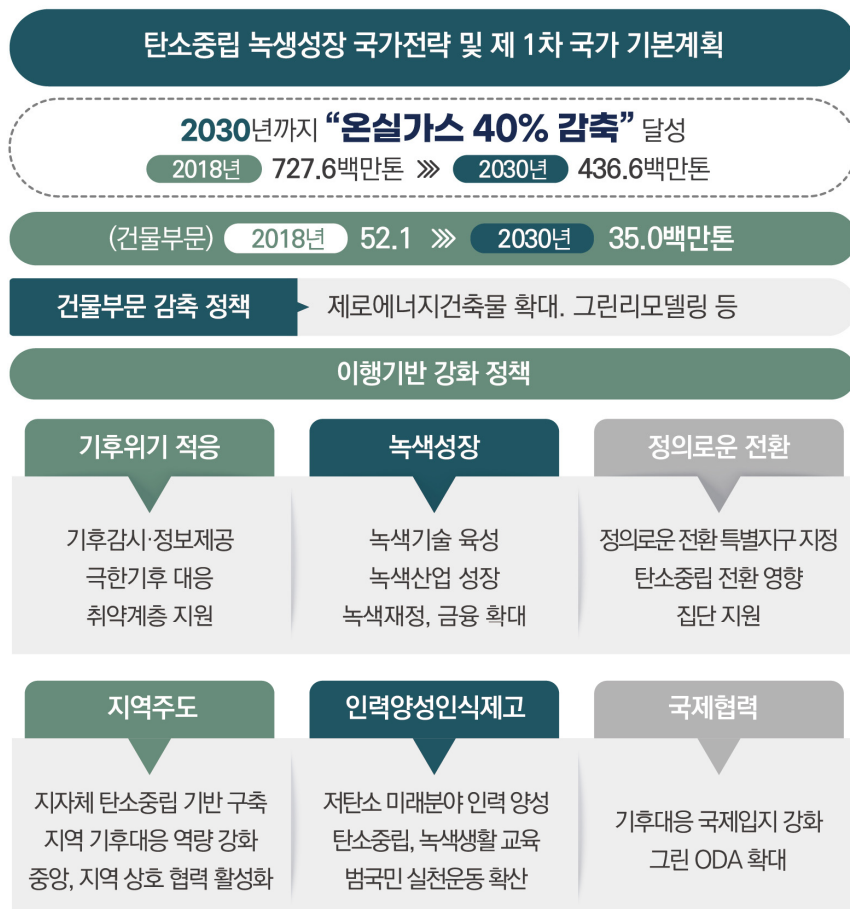 탄소중립 녹생성장 국가전략 및 제 1차 국가 기본계획
2030년까지 “온실가스 40% 감축” 달성
2018년 727.6백만톤 》》 2030년 436.6백만톤
(건물부문) 2018년 52.1 》》 2030년 35.0백만톤
건물부문 감축 정책 제로에너지건축물 확대. 그린리모델링 등
이행기반 강화 정책
기후위기 적응
기후감시·정보제공
극한기후 대응
취약계층 지원
녹색성장
녹색기술 육성
녹색산업 성장
녹색재정, 금융 확대
정의로운 전환
정의로운 전환 특별지구 지정
탄소중립 전환 영향
집단 지원
지역주도
지자체 탄소중립 기반 구축
지역 기후대응 역량 강화
중앙, 지역 상호 협력 활성화
인력양성인식제고
저탄소 미래분야 인력 양성
탄소중립, 녹색생활 교육
범국민 실천운동 확산
국제협력
기후대응 국제입지 강화
그린 ODA 확대